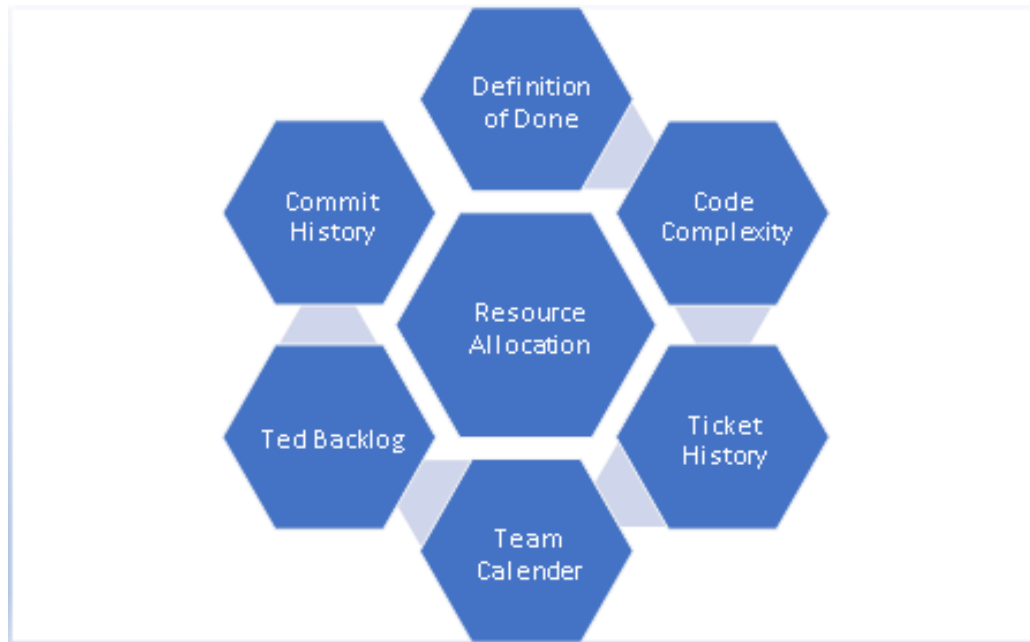 Definition
of Done
Code
Complexity
Ticket
History
Team
Calender
Ted Backlog
Commit
History
Resource
Allocation